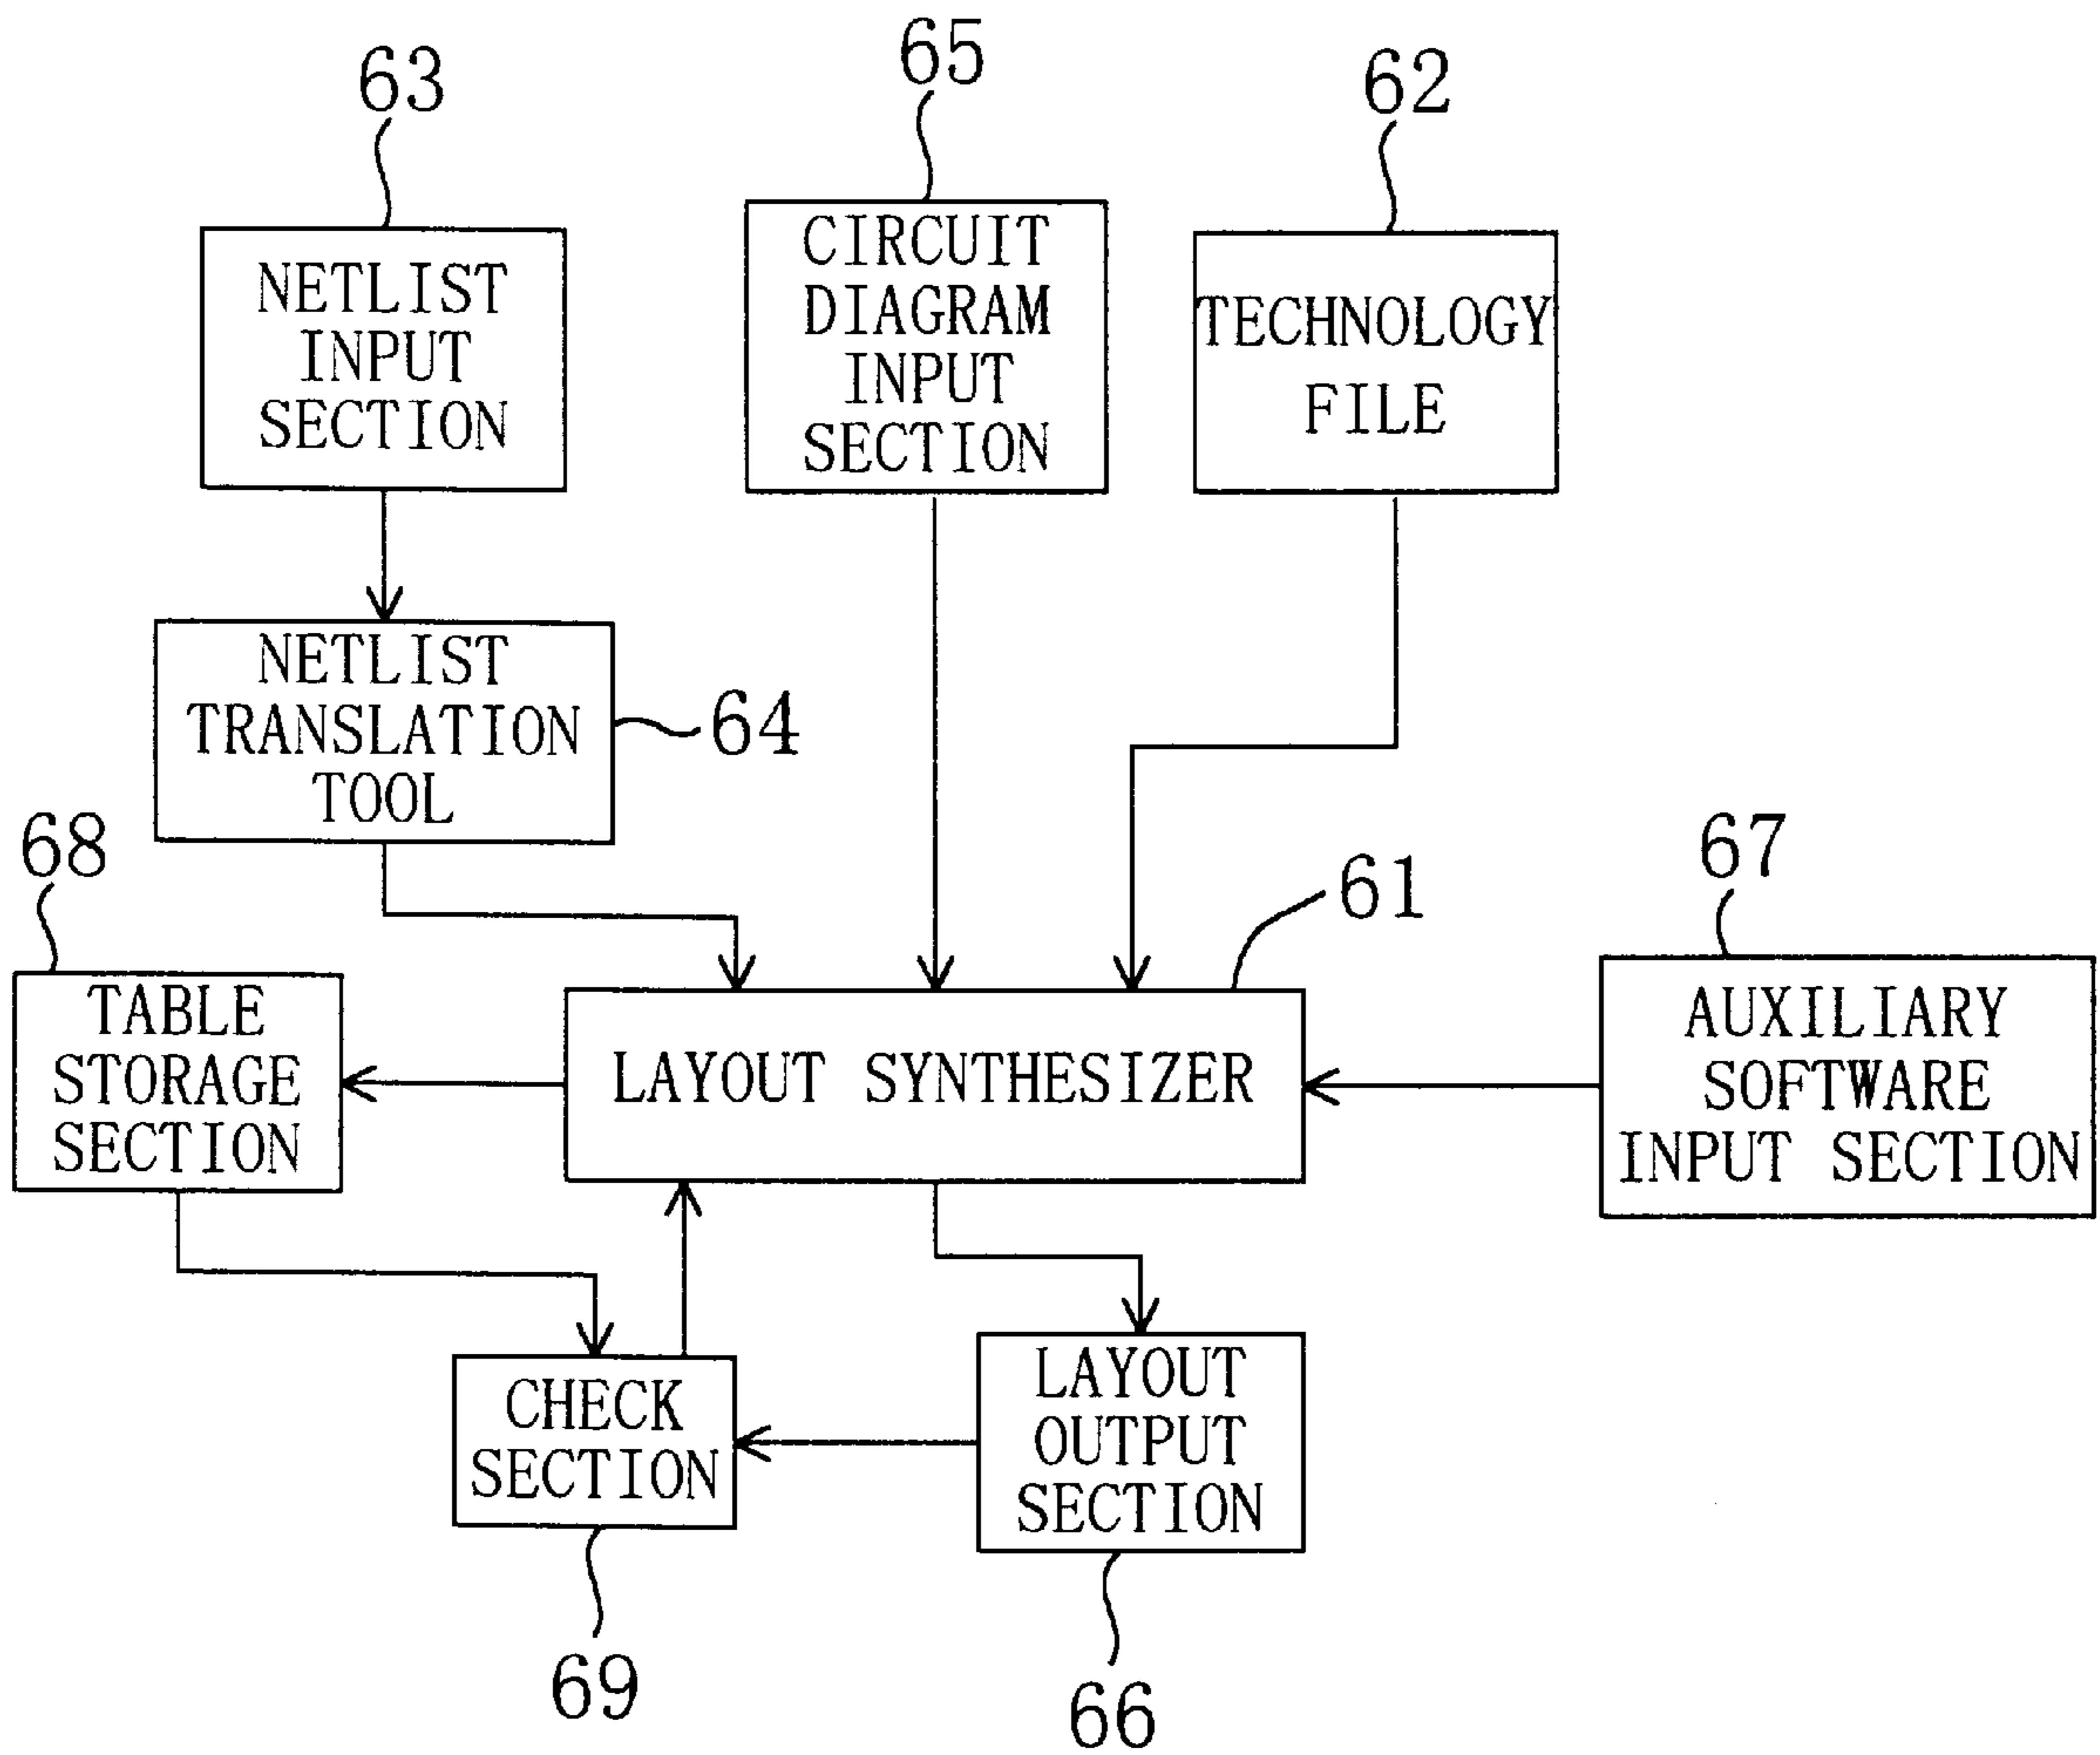 63
65
62
NETLIST
INPUT
SECTION
CIRCUIT
DIAGRAM
INPUT
SECTION
TECHNOLOGY
FILE
NETLIST
TRANSLATION
TOOL
64
68
61
67
TABLE
STORAGE
SECTION
LAYOUT SYNTHESIZER
AUXILIARY
SOFTWARE
INPUT SECTION
CHECK
SECTION
LAYOUT
OUTPUT
SECTION
69
66